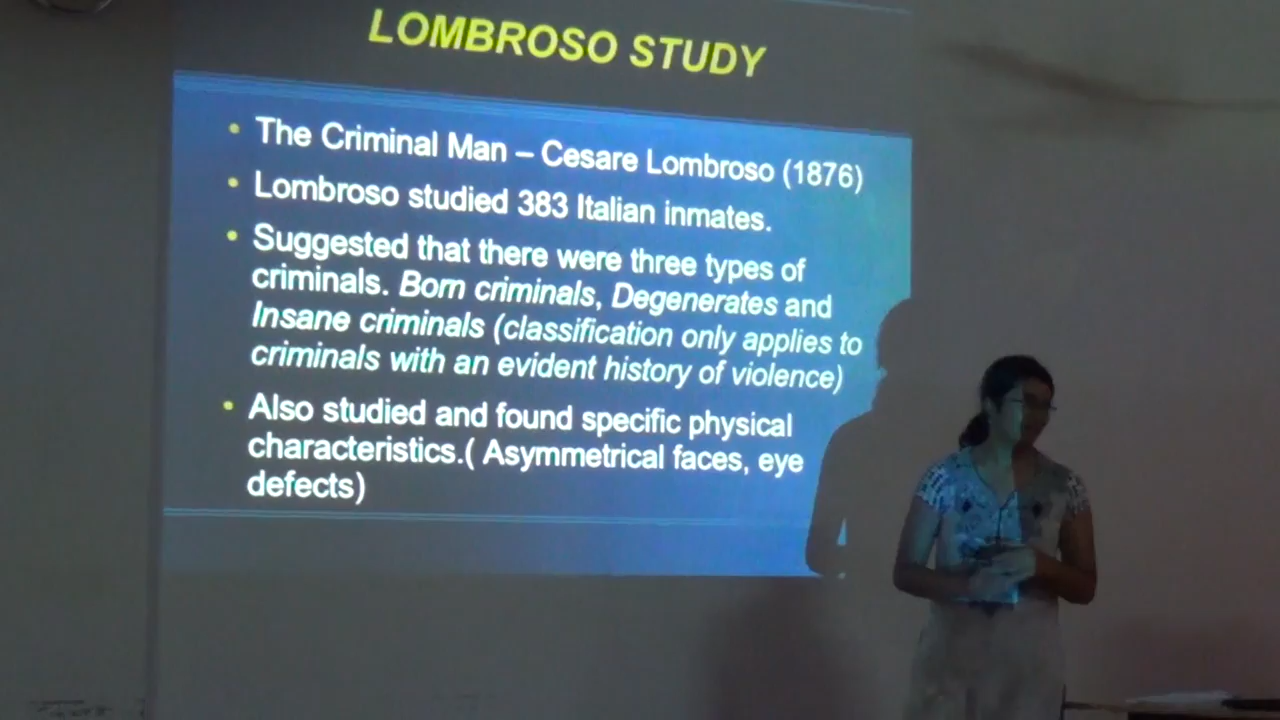 LOMBROSO STUDY
• The Criminal Man – Cesare Lombroso (1876)
• Lombroso studied 383 Italian inmates.
• Suggested that there were three types of
criminals. Born criminals, Degenerates and
Insane criminals (classification only applies to
criminals with an evident history of violence)
• Also studied and found specific physical
characteristics.( Asymmetrical faces, eye
defects)